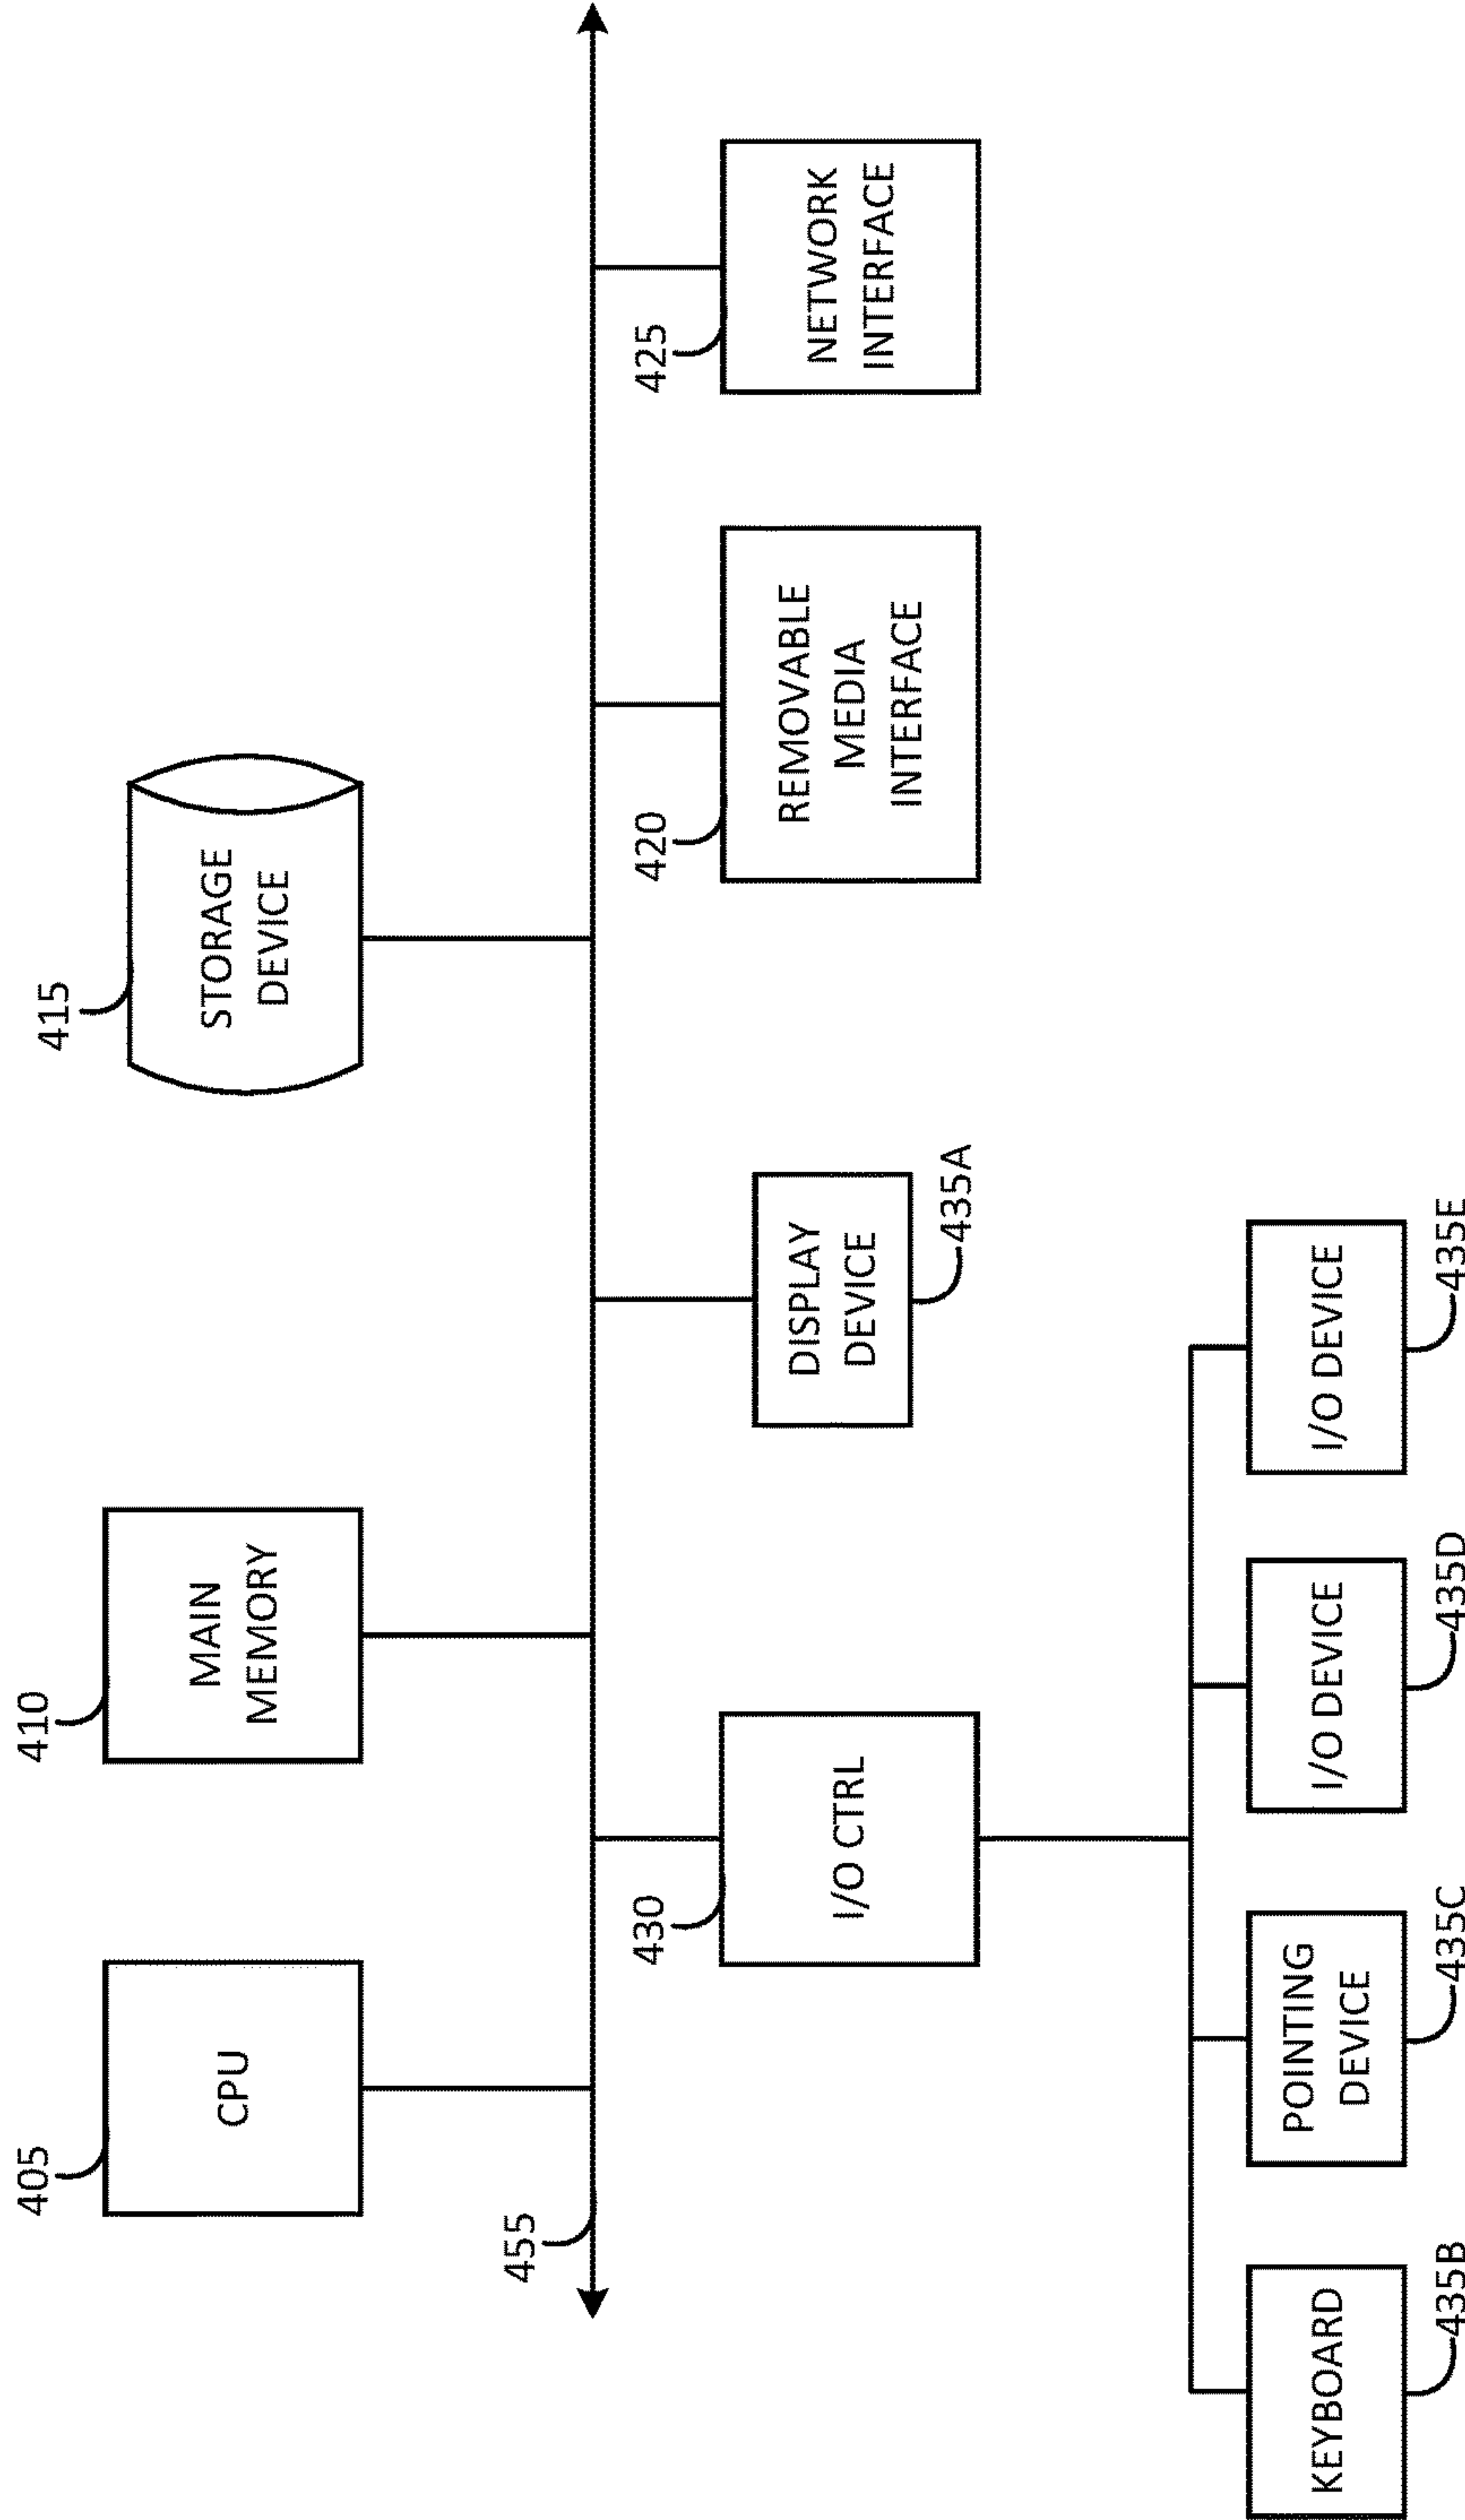 405
CPU
410
MAIN
MEMORY
415
STORAGE
DEVICE
455
430
I/O CTRL
DISPLAY
DEVICE
435A
420
REMOVABLE
MEDIA
INTERFACE
425
NETWORK
INTERFACE
KEYBOARD
435B
POINTING
DEVICE
435C
I/O DEVICE
435D
I/O DEVICE
435E